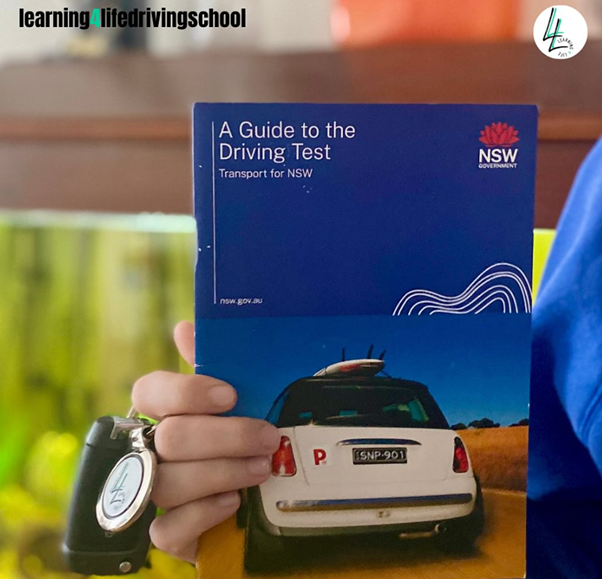 learning4lifedrivingschool
A Guide to the
Driving Test
Transport for NSW
NSW
GOVERNMENT
nsw.gov.au
P
SNP·901